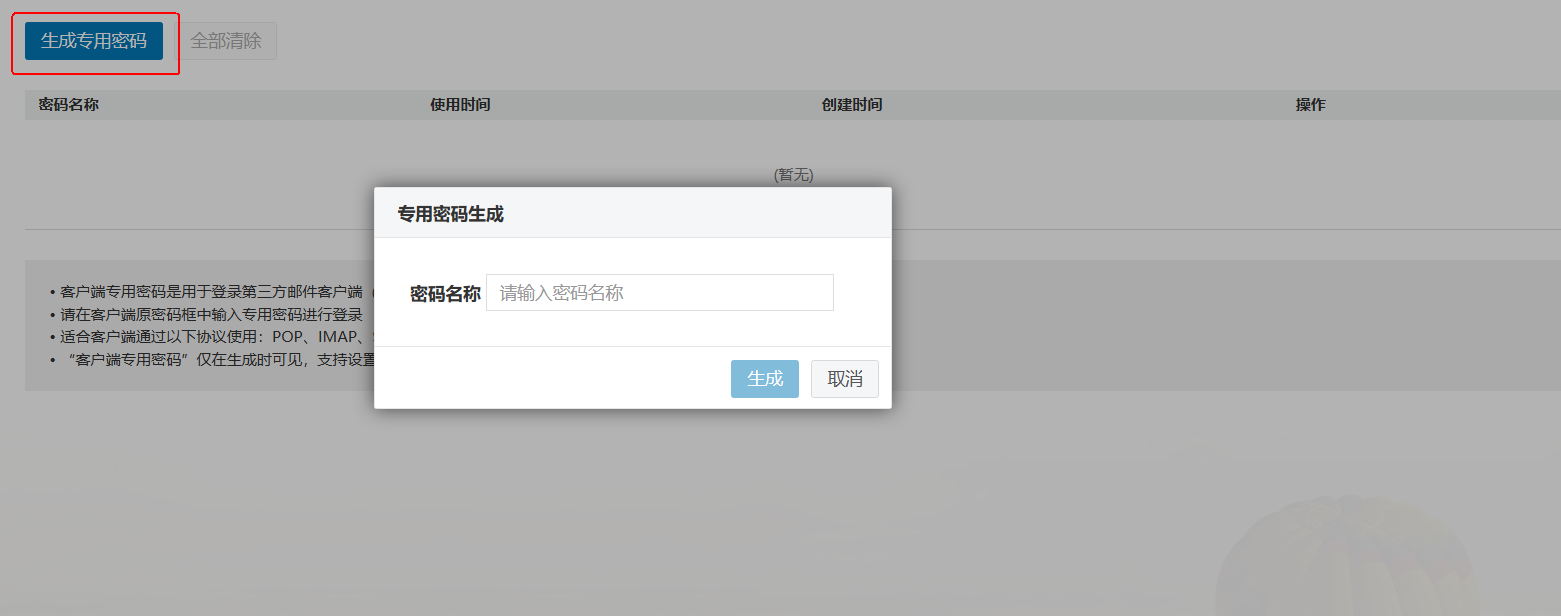 生成专用密码 全部清除
密码名称 使用时间 创建时间 操作
(暂无)
专用密码生成
密码名称 请输入密码名称
生成 取消
• 客户端专用密码是用于登录第三方邮件客户端（
• 请在客户端原密码框中输入专用密码进行登录
• 适合客户端通过以下协议使用：POP、IMAP、
• “客户端专用密码”仅在生成时可见，支持设置